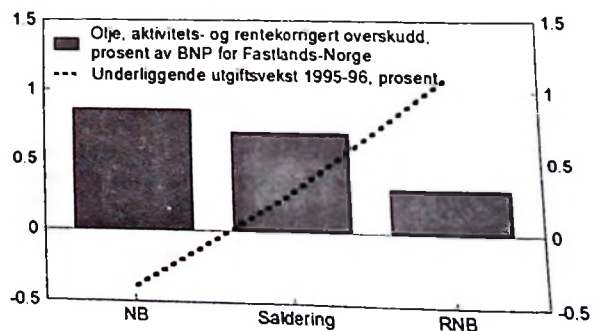 1.5
1
0.5
0
-0.5
Olje, aktivitets- og rentekorrigert overskudd,
prosent av BNP for Fastlands-Norge
Underliggende utgiftsvekst 1995-96, prosent
1.5
1
0.5
0
-0.5
NB Saldering RNB